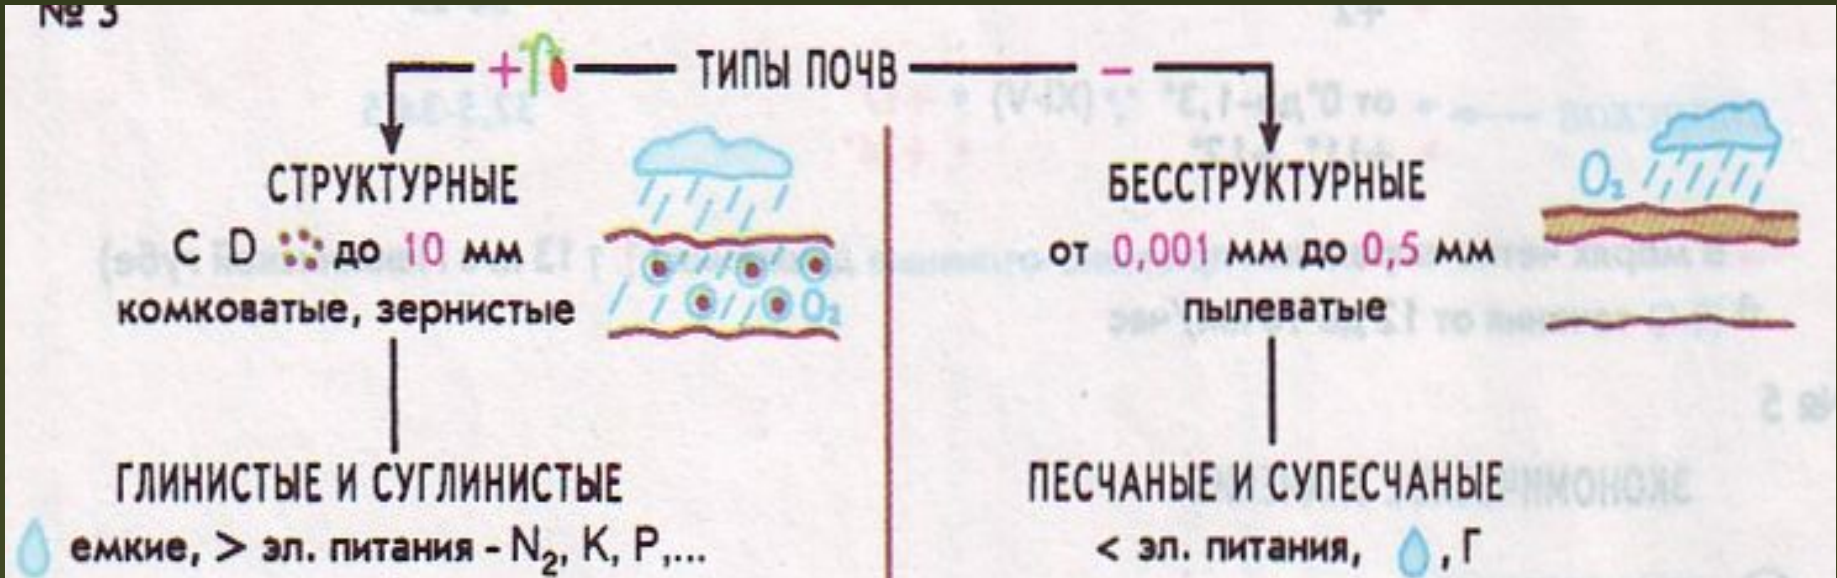 № 3
+ ТИПЫ ПОЧВ –
СТРУКТУРНЫЕ
С D до 10 мм
комковатые, зернистые
O₂
ГЛИНИСТЫЕ И СУГЛИНИСТЫЕ
емкие, > эл. питания - N₂, К, Р,...
БЕССТРУКТУРНЫЕ
O₂
от 0,001 мм до 0,5 мм
пылеватые
ПЕСЧАНЫЕ И СУПЕСЧАНЫЕ
< эл. питания, , Г